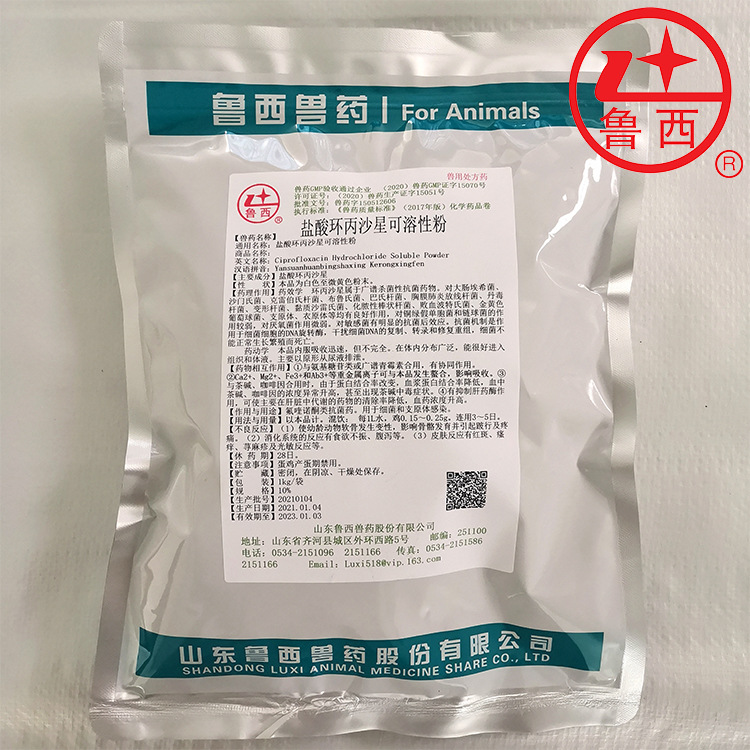 鲁西兽药 | For Animals
鲁西®
兽用处方药
兽药GMP验收通过企业 （2020）兽药GMP证字15070号
许可证号：（2020）兽药生产证字15051号
批准文号：兽药字150512606
执行标准：《兽药质量标准》（2017年版）化学药品卷
鲁西
盐酸环丙沙星可溶性粉
【兽药名称】
通用名称：盐酸环丙沙星可溶性粉
商品名称：
英文名称：Ciprofloxacin Hydrochloride Soluble Powder
汉语拼音：Yansuanhuanbingshaxing Kerongxingfen
【主要成分】盐酸环丙沙星
【性 状】本品为白色至微黄色粉末。
【药理作用】药效学 环丙沙星属于广谱杀菌性抗菌药物。对大肠埃希菌、
沙门氏菌、克雷伯氏杆菌、布鲁氏菌、巴氏杆菌、胸膜肺炎放线杆菌、丹毒
杆菌、变形杆菌、黏质沙雷氏菌、化脓性棒状杆菌、败血波特氏菌、金黄色
葡萄球菌、支原体、衣原体等均有良好作用，对铜绿假单胞菌和链球菌的作
用较弱，对厌氧菌作用微弱。对敏感菌有明显的抗菌后效应。抗菌机制是作
用于细菌细胞的DNA旋转酶，干扰细菌DNA的复制、转录和修复重组，细菌不
能正常生长繁殖而死亡。
药动学 本品内服吸收迅速，但不完全。在体内分布广泛，能很好进入
组织和体液。主要以原形从尿液排泄。
【药物相互作用】①与氨基糖苷类或广谱青霉素合用，有协同作用。
②Ca2+、Mg2+、Fe3+和Ab3+等重金属离子可与本品发生螯合，影响吸收。③
与茶碱、咖啡因合用时，由于蛋白结合率改变，血浆蛋白结合率降低，血中
茶碱、咖啡因的浓度异常升高，甚至出现茶碱中毒症状。④有抑制肝药酶作
用，可使主要在肝脏中代谢的药物的清除率降低，血药浓度升高。
【作用与用途】氟喹诺酮类抗菌药。用于细菌和支原体感染。
【用法与用量】以本品计。混饮：每1L水，鸡0.15～0.25g。连用3～5日。
【不良反应】（1）使幼龄动物软骨发生变性，影响骨骼发育并引起跛行及疼
痛。（2）消化系统的反应有食欲不振、腹泻等。（3）皮肤反应有红斑、瘙
痒、荨麻疹及光敏反应等。
【休 药 期】28日。
【注意事项】蛋鸡产蛋期禁用。
【贮 藏】密闭，在阴凉、干燥处保存。
【包 装】1kg/袋
【规 格】10%
【生产批号】20210104
【生产日期】2021.01.04
【有效期至】2023.01.03
山东鲁西兽药股份有限公司
地址：山东省齐河县城区外环西路5号 邮编：251100
电话：0534-2151096 2151166 传真：0534-2151586
2151166 Email：Luxi518@vip.163.com
山东鲁西兽药股份有限公司
SHANDONG LUXI ANIMAL MEDICINE SHARE CO., LTD